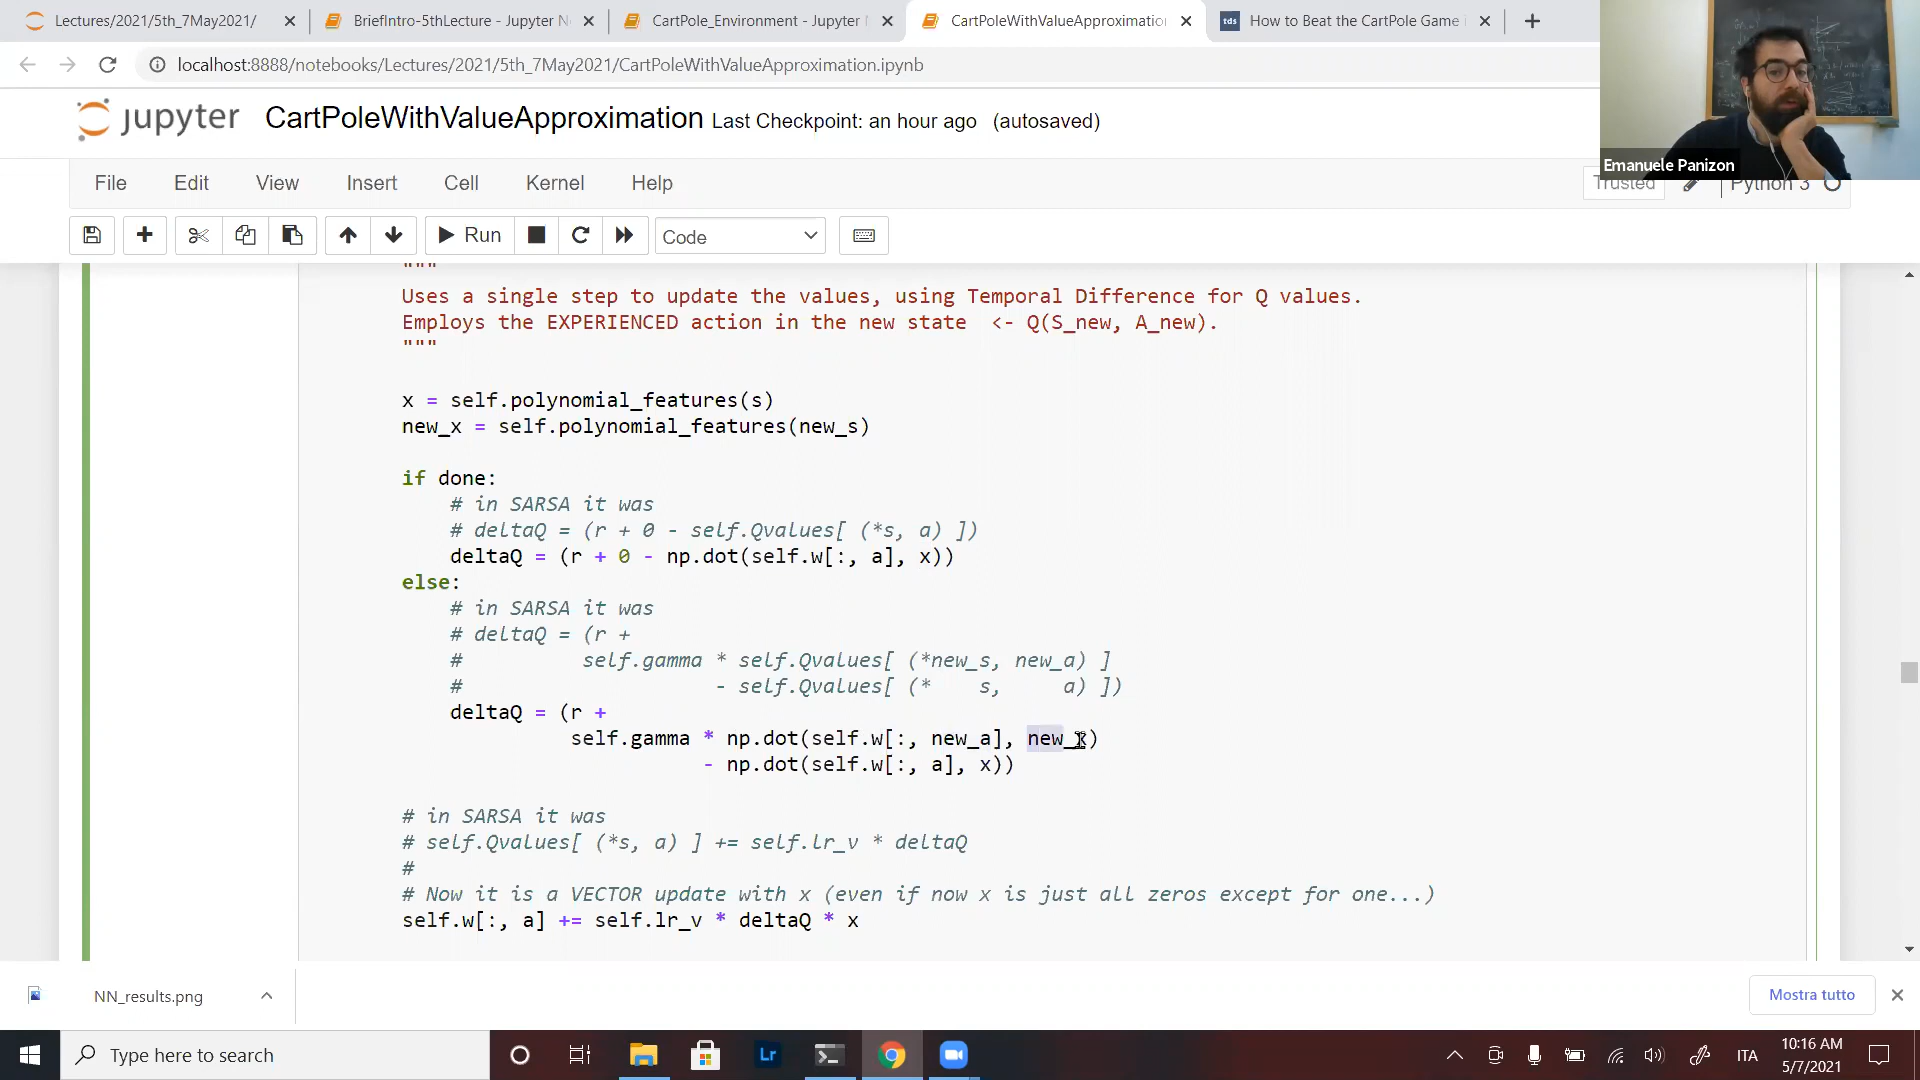 Lectures/2021/5th_7May2021/
BriefIntro-5thLecture - Jupyter N
CartPole_Environment - Jupyter
CartPoleWithValueApproximation
tds How to Beat the CartPole Game
localhost:8888/notebooks/Lectures/2021/5th_7May2021/CartPoleWithValueApproximation.ipynb
jupyter CartPoleWithValueApproximation Last Checkpoint: an hour ago (autosaved)
Emanuele Panizon
File Edit View Insert Cell Kernel Help
Trusted Python 3
Run Code
"""
Uses a single step to update the values, using Temporal Difference for Q values.
Employs the EXPERIENCED action in the new state <- Q(S_new, A_new).
"""
x = self.polynomial_features(s)
new_x = self.polynomial_features(new_s)
if done:
# in SARSA it was
# deltaQ = (r + 0 - self.Qvalues[ (*s, a) ])
deltaQ = (r + 0 - np.dot(self.w[:, a], x))
else:
# in SARSA it was
# deltaQ = (r +
# self.gamma * self.Qvalues[ (*new_s, new_a) ]
# - self.Qvalues[ (* s, a) ])
deltaQ = (r +
self.gamma * np.dot(self.w[:, new_a], new_x)
- np.dot(self.w[:, a], x))
# in SARSA it was
# self.Qvalues[ (*s, a) ] += self.lr_v * deltaQ
#
# Now it is a VECTOR update with x (even if now x is just all zeros except for one...)
self.w[:, a] += self.lr_v * deltaQ * x
NN_results.png
Mostra tutto
Type here to search
Lr
ITA
10:16 AM
5/7/2021